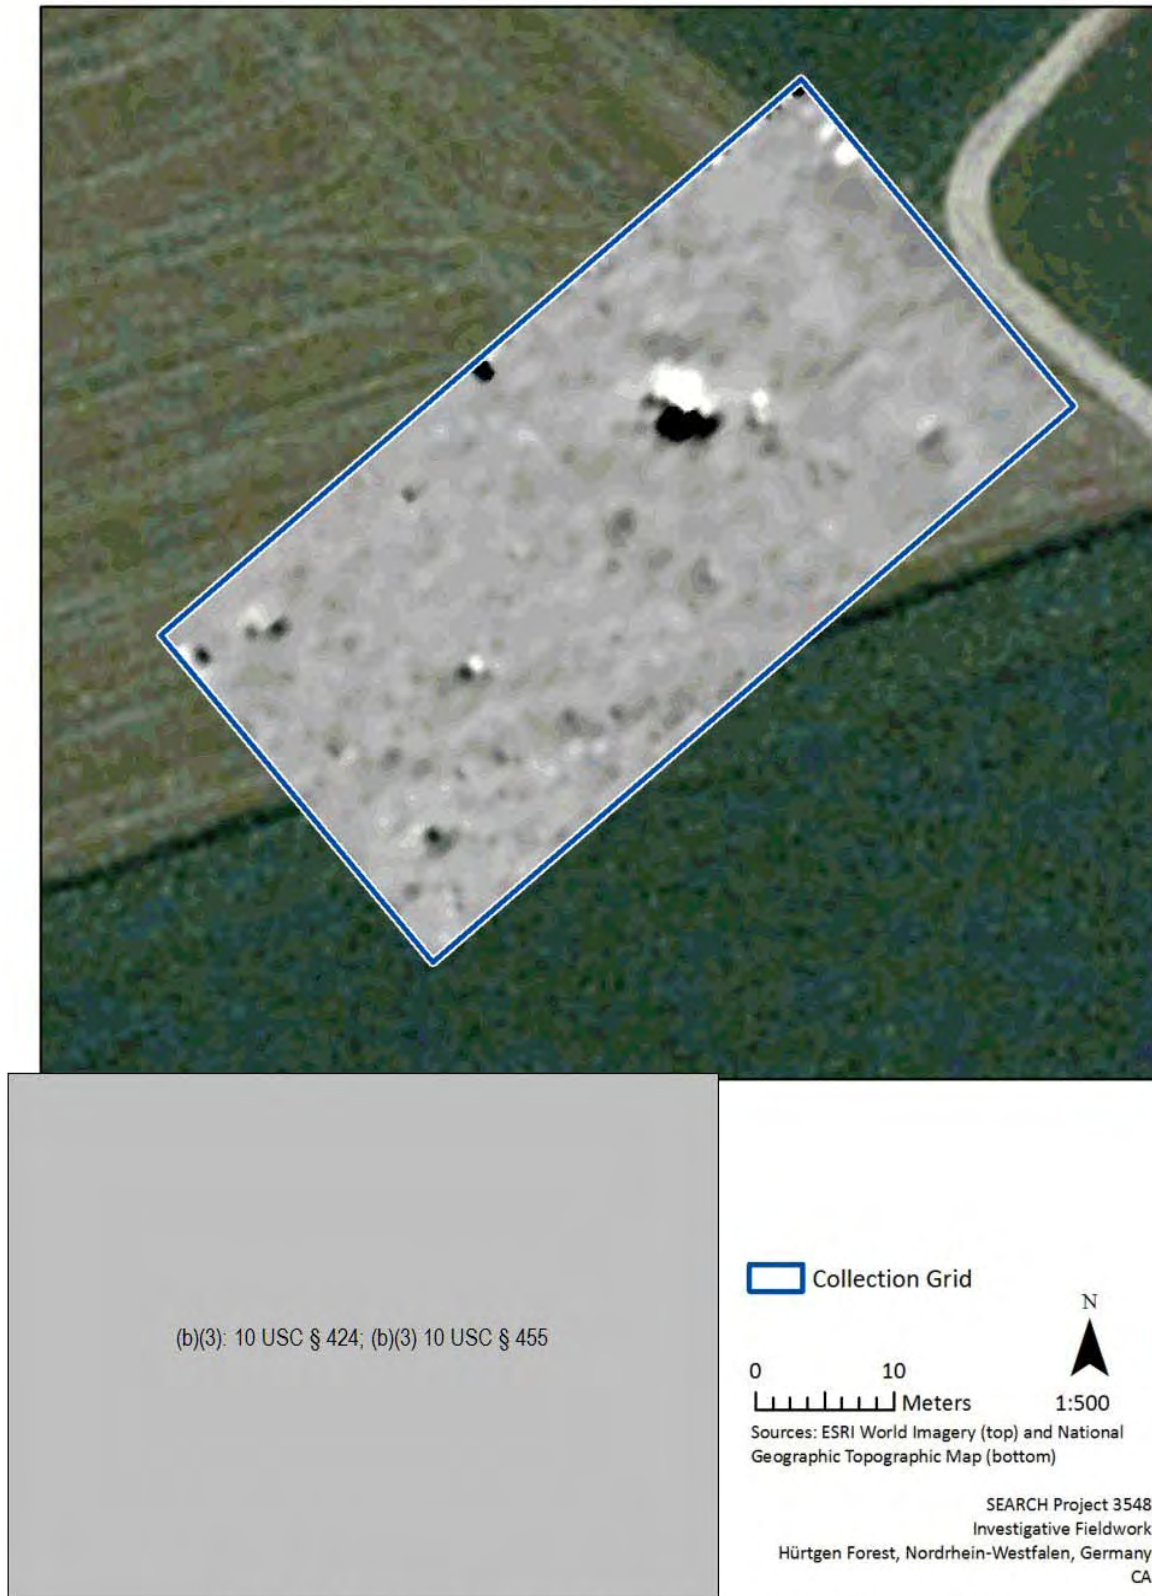 (b)(3): 10 USC § 424; (b)(3) 10 USC § 455
Collection Grid
N
0 10
Meters
1:500
Sources: ESRI World Imagery (top) and National
Geographic Topographic Map (bottom)
SEARCH Project 3548
Investigative Fieldwork
Hürtgen Forest, Nordrhein-Westfalen, Germany
CA